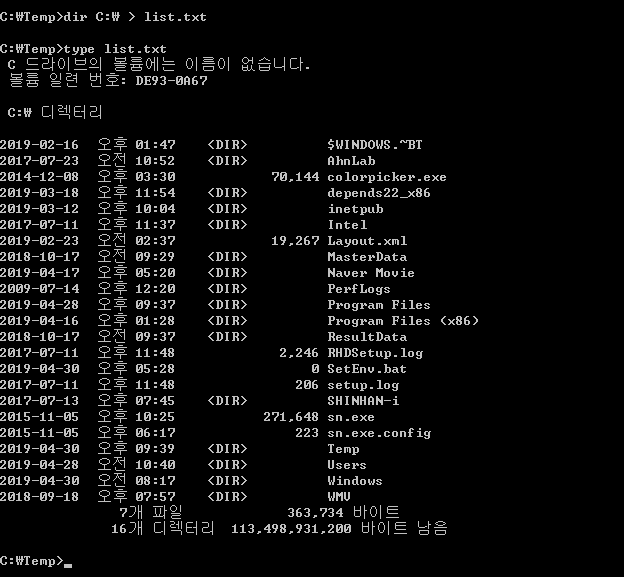 C:₩Temp>dir C:₩ > list.txt
C:₩Temp>type list.txt
C 드라이브의 볼륨에는 이름이 없습니다.
볼륨 일련 번호: DE93-0A67
C:₩ 디렉터리
2019-02-16 오후 01:47 <DIR> $WINDOWS.~BT
2017-07-23 오전 10:52 <DIR> AhnLab
2014-12-08 오후 03:30 70,144 colorpicker.exe
2019-03-18 오후 11:54 <DIR> depends22_x86
2019-03-12 오후 10:04 <DIR> inetpub
2017-07-11 오후 11:37 <DIR> Intel
2019-02-23 오전 02:37 19,267 Layout.xml
2018-10-17 오전 09:29 <DIR> MasterData
2019-04-17 오후 05:20 <DIR> Naver Movie
2009-07-14 오후 12:20 <DIR> PerfLogs
2019-04-28 오후 09:37 <DIR> Program Files
2019-04-16 오후 01:28 <DIR> Program Files (x86)
2018-10-17 오전 09:37 <DIR> ResultData
2017-07-11 오후 11:48 2,246 RHDSetup.log
2019-04-30 오후 05:28 0 SetEnv.bat
2017-07-11 오후 11:48 206 setup.log
2017-07-13 오후 07:45 <DIR> SHINHAN-i
2015-11-05 오후 10:25 271,648 sn.exe
2015-11-05 오후 06:17 223 sn.exe.config
2019-04-30 오후 09:39 <DIR> Temp
2019-04-28 오전 10:40 <DIR> Users
2019-04-30 오전 08:17 <DIR> Windows
2018-09-18 오후 07:57 <DIR> WMV
7개 파일 363,734 바이트
16개 디렉터리 113,498,931,200 바이트 남음
C:₩Temp>_